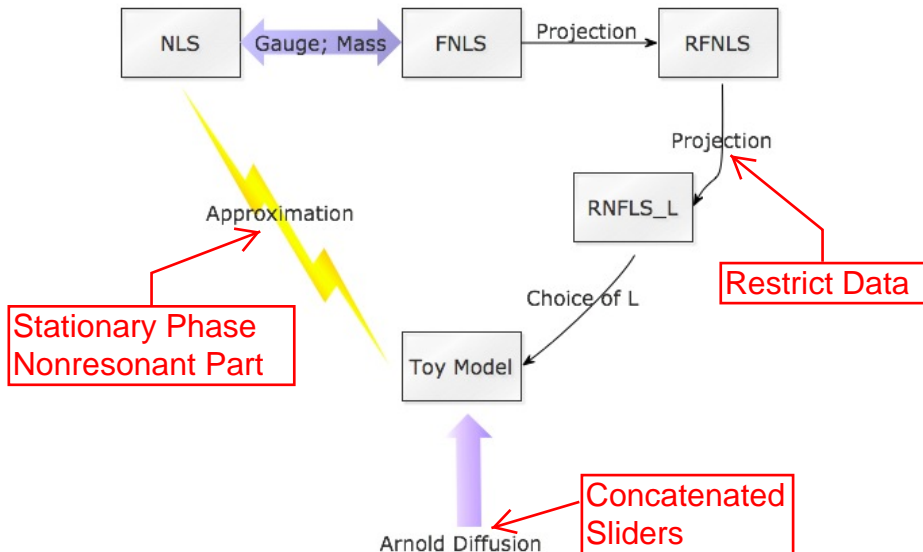 NLS
Gauge; Mass
FNLS
Projection
RFNLS
Projection
RNFLS_L
Approximation
Restrict Data
Choice of L
Stationary Phase
Nonresonant Part
Toy Model
Concatenated
Sliders
Arnold Diffusion